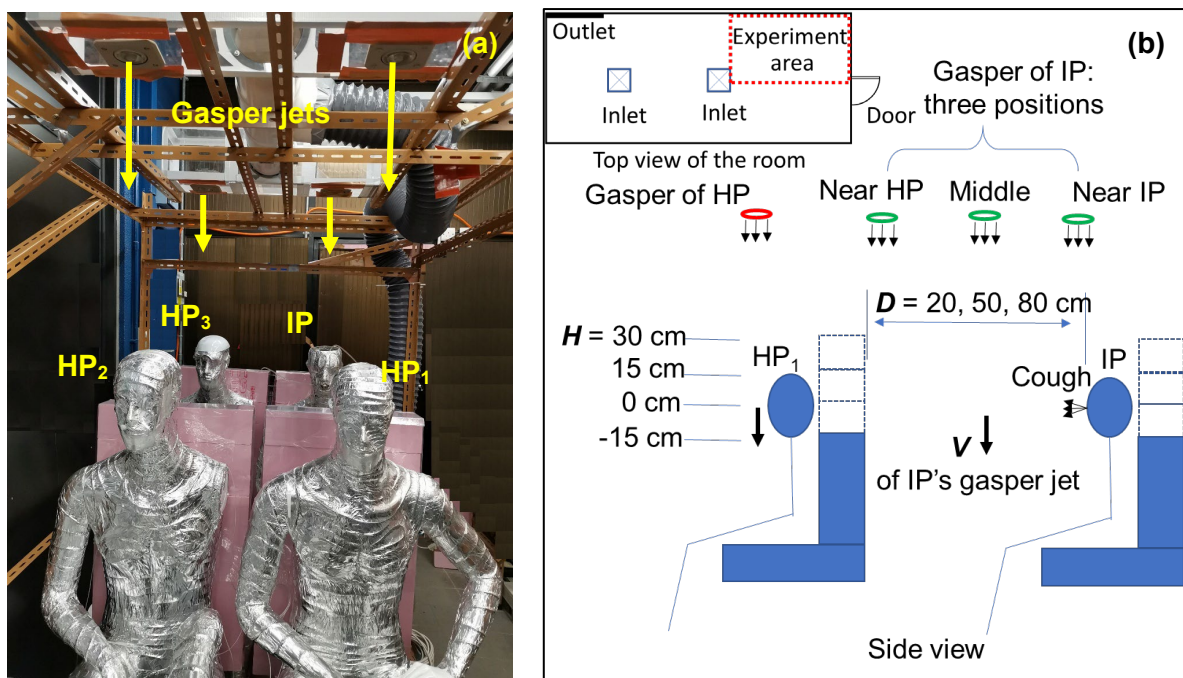 (a)
Gasper jets
HP3
IP
HP2
HP1
(b)
Outlet
Experiment
area
Inlet
Inlet
Door
Top view of the room
Gasper of IP:
three positions
Gasper of HP
Near HP
Middle
Near IP
D = 20, 50, 80 cm
H = 30 cm
15 cm
0 cm
-15 cm
HP1
IP
Cough
V
of IP's gasper jet
Side view